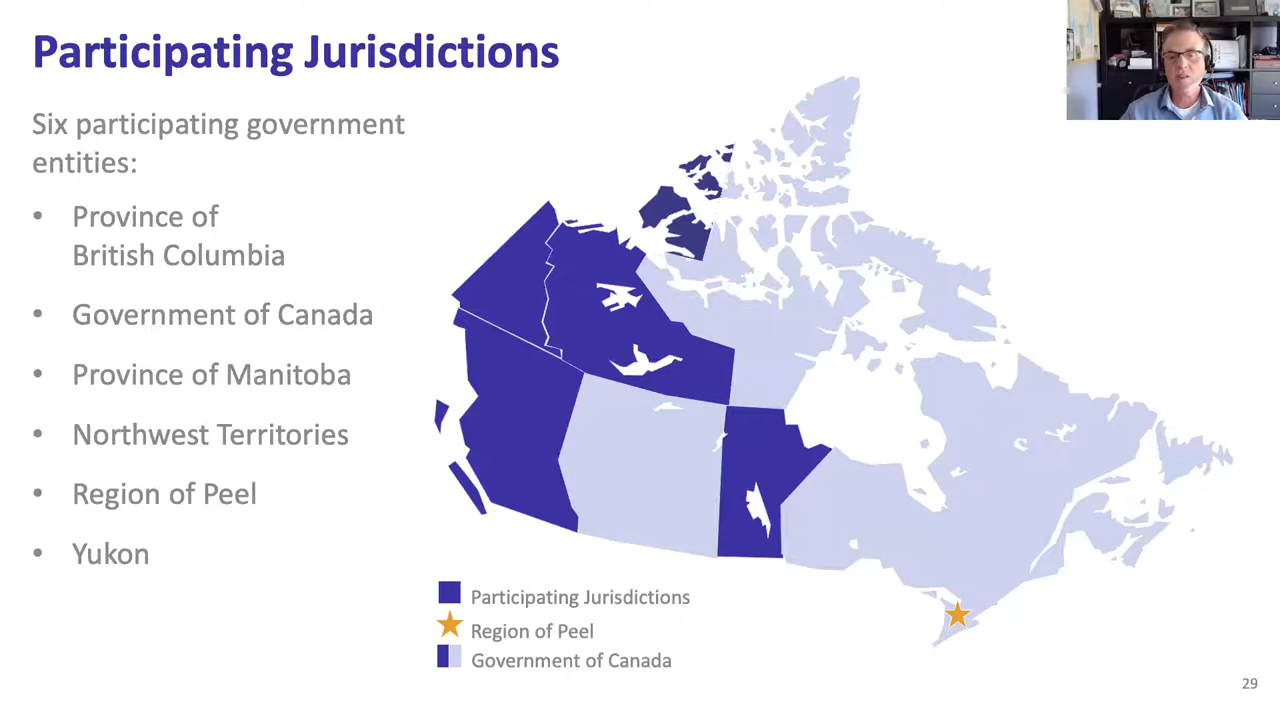 Participating Jurisdictions
Six participating government
entities:
• Province of
British Columbia
• Government of Canada
• Province of Manitoba
• Northwest Territories
• Region of Peel
• Yukon
Participating Jurisdictions
Region of Peel
Government of Canada
29